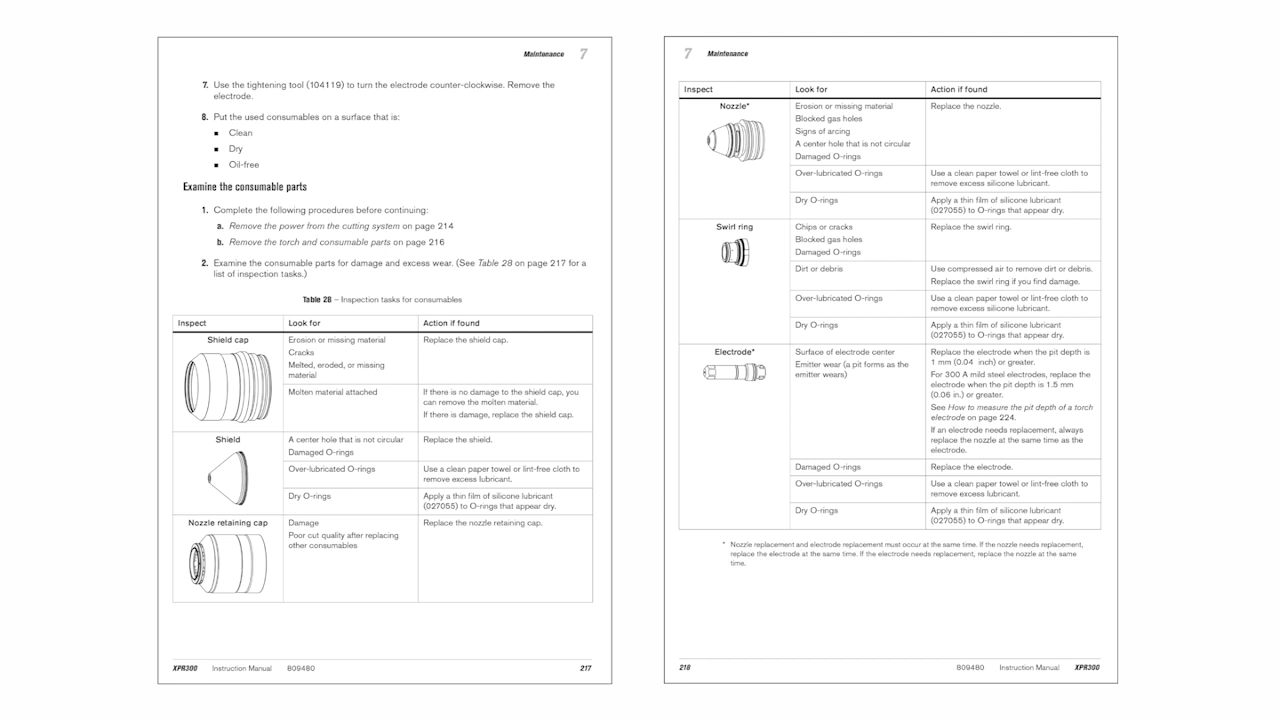 Maintenance 7
7. Use the tightening tool (104119) to turn the electrode counter-clockwise. Remove the
electrode.
8. Put the used consumables on a surface that is:
■ Clean
■ Dry
■ Oil-free
Examine the consumable parts
1. Complete the following procedures before continuing:
a. Remove the power from the cutting system on page 214
b. Remove the torch and consumable parts on page 216
2. Examine the consumable parts for damage and excess wear. (See Table 28 on page 217 for a
list of inspection tasks.)
Table 28 – Inspection tasks for consumables
Inspect Look for Action if found
Shield cap Erosion or missing material Replace the shield cap.
Cracks
Melted, eroded, or missing
material
Molten material attached If there is no damage to the shield cap, you
can remove the molten material.
If there is damage, replace the shield cap.
Shield A center hole that is not circular Replace the shield.
Damaged O-rings
Over-lubricated O-rings Use a clean paper towel or lint-free cloth to
remove excess lubricant.
Dry O-rings Apply a thin film of silicone lubricant
(027055) to O-rings that appear dry.
Nozzle retaining cap Damage Replace the nozzle retaining cap.
Poor cut quality after replacing
other consumables
XPR300 Instruction Manual 809480 217
7 Maintenance
Inspect Look for Action if found
Nozzle* Erosion or missing material Replace the nozzle.
Blocked gas holes
Signs of arcing
A center hole that is not circular
Damaged O-rings
Over-lubricated O-rings Use a clean paper towel or lint-free cloth to
remove excess silicone lubricant.
Dry O-rings Apply a thin film of silicone lubricant
(027055) to O-rings that appear dry.
Swirl ring Chips or cracks Replace the swirl ring.
Blocked gas holes
Damaged O-rings
Dirt or debris Use compressed air to remove dirt or debris.
Replace the swirl ring if you find damage.
Over-lubricated O-rings Use a clean paper towel or lint-free cloth to
remove excess silicone lubricant.
Dry O-rings Apply a thin film of silicone lubricant
(027055) to O-rings that appear dry.
Electrode* Surface of electrode center Replace the electrode when the pit depth is
Emitter wear (a pit forms as the 1 mm (0.04 inch) or greater.
emitter wears) For 300 A mild steel electrodes, replace the
electrode when the pit depth is 1.5 mm
(0.06 in.) or greater.
See How to measure the pit depth of a torch
electrode on page 224.
If an electrode needs replacement, always
replace the nozzle at the same time as the
electrode.
Damaged O-rings Replace the electrode.
Over-lubricated O-rings Use a clean paper towel or lint-free cloth to
remove excess lubricant.
Dry O-rings Apply a thin film of silicone lubricant
(027055) to O-rings that appear dry.
* Nozzle replacement and electrode replacement must occur at the same time. If the nozzle needs replacement,
replace the electrode at the same time. If the electrode needs replacement, replace the nozzle at the same
time.
218 809480 Instruction Manual XPR300